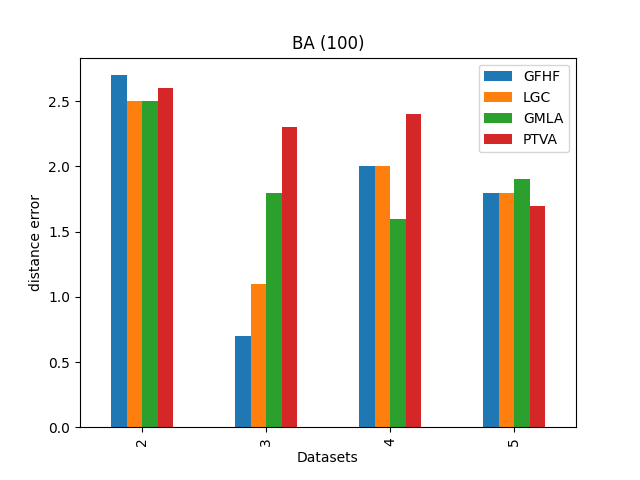 BA (100)
GFHF
LGC
GMLA
PTVA
distance error
2.5
2.0
1.5
1.0
0.5
0.0
2
3
4
5
Datasets